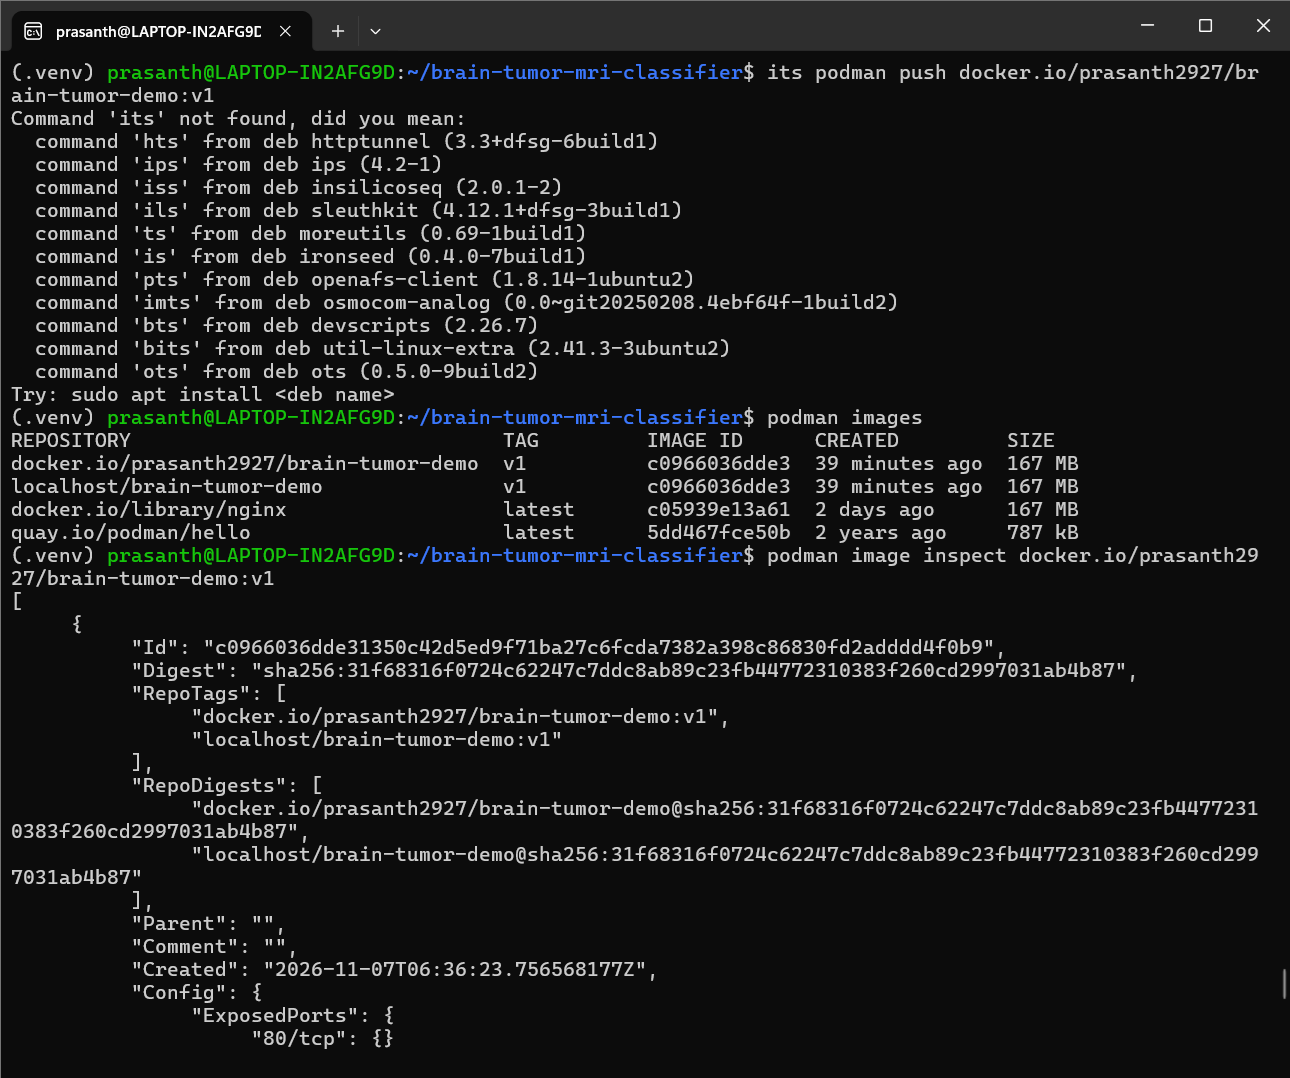 prasanth@LAPTOP-IN2AFG9D
(.venv) prasanth@LAPTOP-IN2AFG9D:~/brain-tumor-mri-classifier$ its podman push docker.io/prasanth2927/br
ain-tumor-demo:v1
Command 'its' not found, did you mean:
  command 'hts' from deb httptunnel (3.3+dfsg-6build1)
  command 'ips' from deb ips (4.2-1)
  command 'iss' from deb insilicoseq (2.0.1-2)
  command 'ils' from deb sleuthkit (4.12.1+dfsg-3build1)
  command 'ts' from deb moreutils (0.69-1build1)
  command 'is' from deb ironseed (0.4.0-7build1)
  command 'pts' from deb openafs-client (1.8.14-1ubuntu2)
  command 'imts' from deb osmocom-analog (0.0~git20250208.4ebf64f-1build2)
  command 'bts' from deb devscripts (2.26.7)
  command 'bits' from deb util-linux-extra (2.41.3-3ubuntu2)
  command 'ots' from deb ots (0.5.0-9build2)
Try: sudo apt install <deb name>
(.venv) prasanth@LAPTOP-IN2AFG9D:~/brain-tumor-mri-classifier$ podman images
REPOSITORY                               TAG         IMAGE ID      CREATED         SIZE
docker.io/prasanth2927/brain-tumor-demo  v1          c0966036dde3  39 minutes ago  167 MB
localhost/brain-tumor-demo               v1          c0966036dde3  39 minutes ago  167 MB
docker.io/library/nginx                  latest      c05939e13a61  2 days ago      167 MB
quay.io/podman/hello                     latest      5dd467fce50b  2 years ago     787 kB
(.venv) prasanth@LAPTOP-IN2AFG9D:~/brain-tumor-mri-classifier$ podman image inspect docker.io/prasanth29
27/brain-tumor-demo:v1
[
     {
          "Id": "c0966036dde31350c42d5ed9f71ba27c6fcda7382a398c86830fd2adddd4f0b9",
          "Digest": "sha256:31f68316f0724c62247c7ddc8ab89c23fb44772310383f260cd2997031ab4b87",
          "RepoTags": [
               "docker.io/prasanth2927/brain-tumor-demo:v1",
               "localhost/brain-tumor-demo:v1"
          ],
          "RepoDigests": [
               "docker.io/prasanth2927/brain-tumor-demo@sha256:31f68316f0724c62247c7ddc8ab89c23fb4477231
0383f260cd2997031ab4b87",
               "localhost/brain-tumor-demo@sha256:31f68316f0724c62247c7ddc8ab89c23fb44772310383f260cd299
7031ab4b87"
          ],
          "Parent": "",
          "Comment": "",
          "Created": "2026-11-07T06:36:23.756568177Z",
          "Config": {
               "ExposedPorts": {
                    "80/tcp": {}